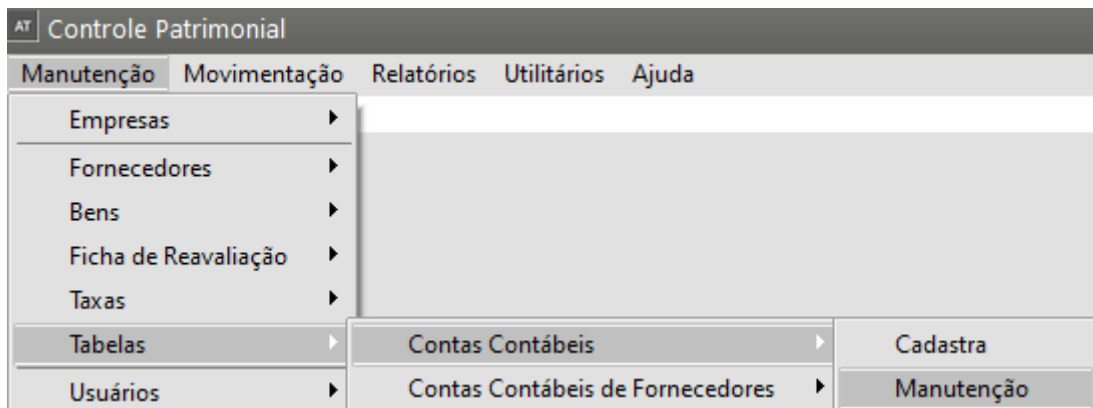 AT Controle Patrimonial
Manutenção Movimentação Relatórios Utilitários Ajuda
Empresas
Fornecedores
Bens
Ficha de Reavaliação
Taxas
Tabelas Contas Contábeis Cadastra
Usuários Contas Contábeis de Fornecedores Manutenção